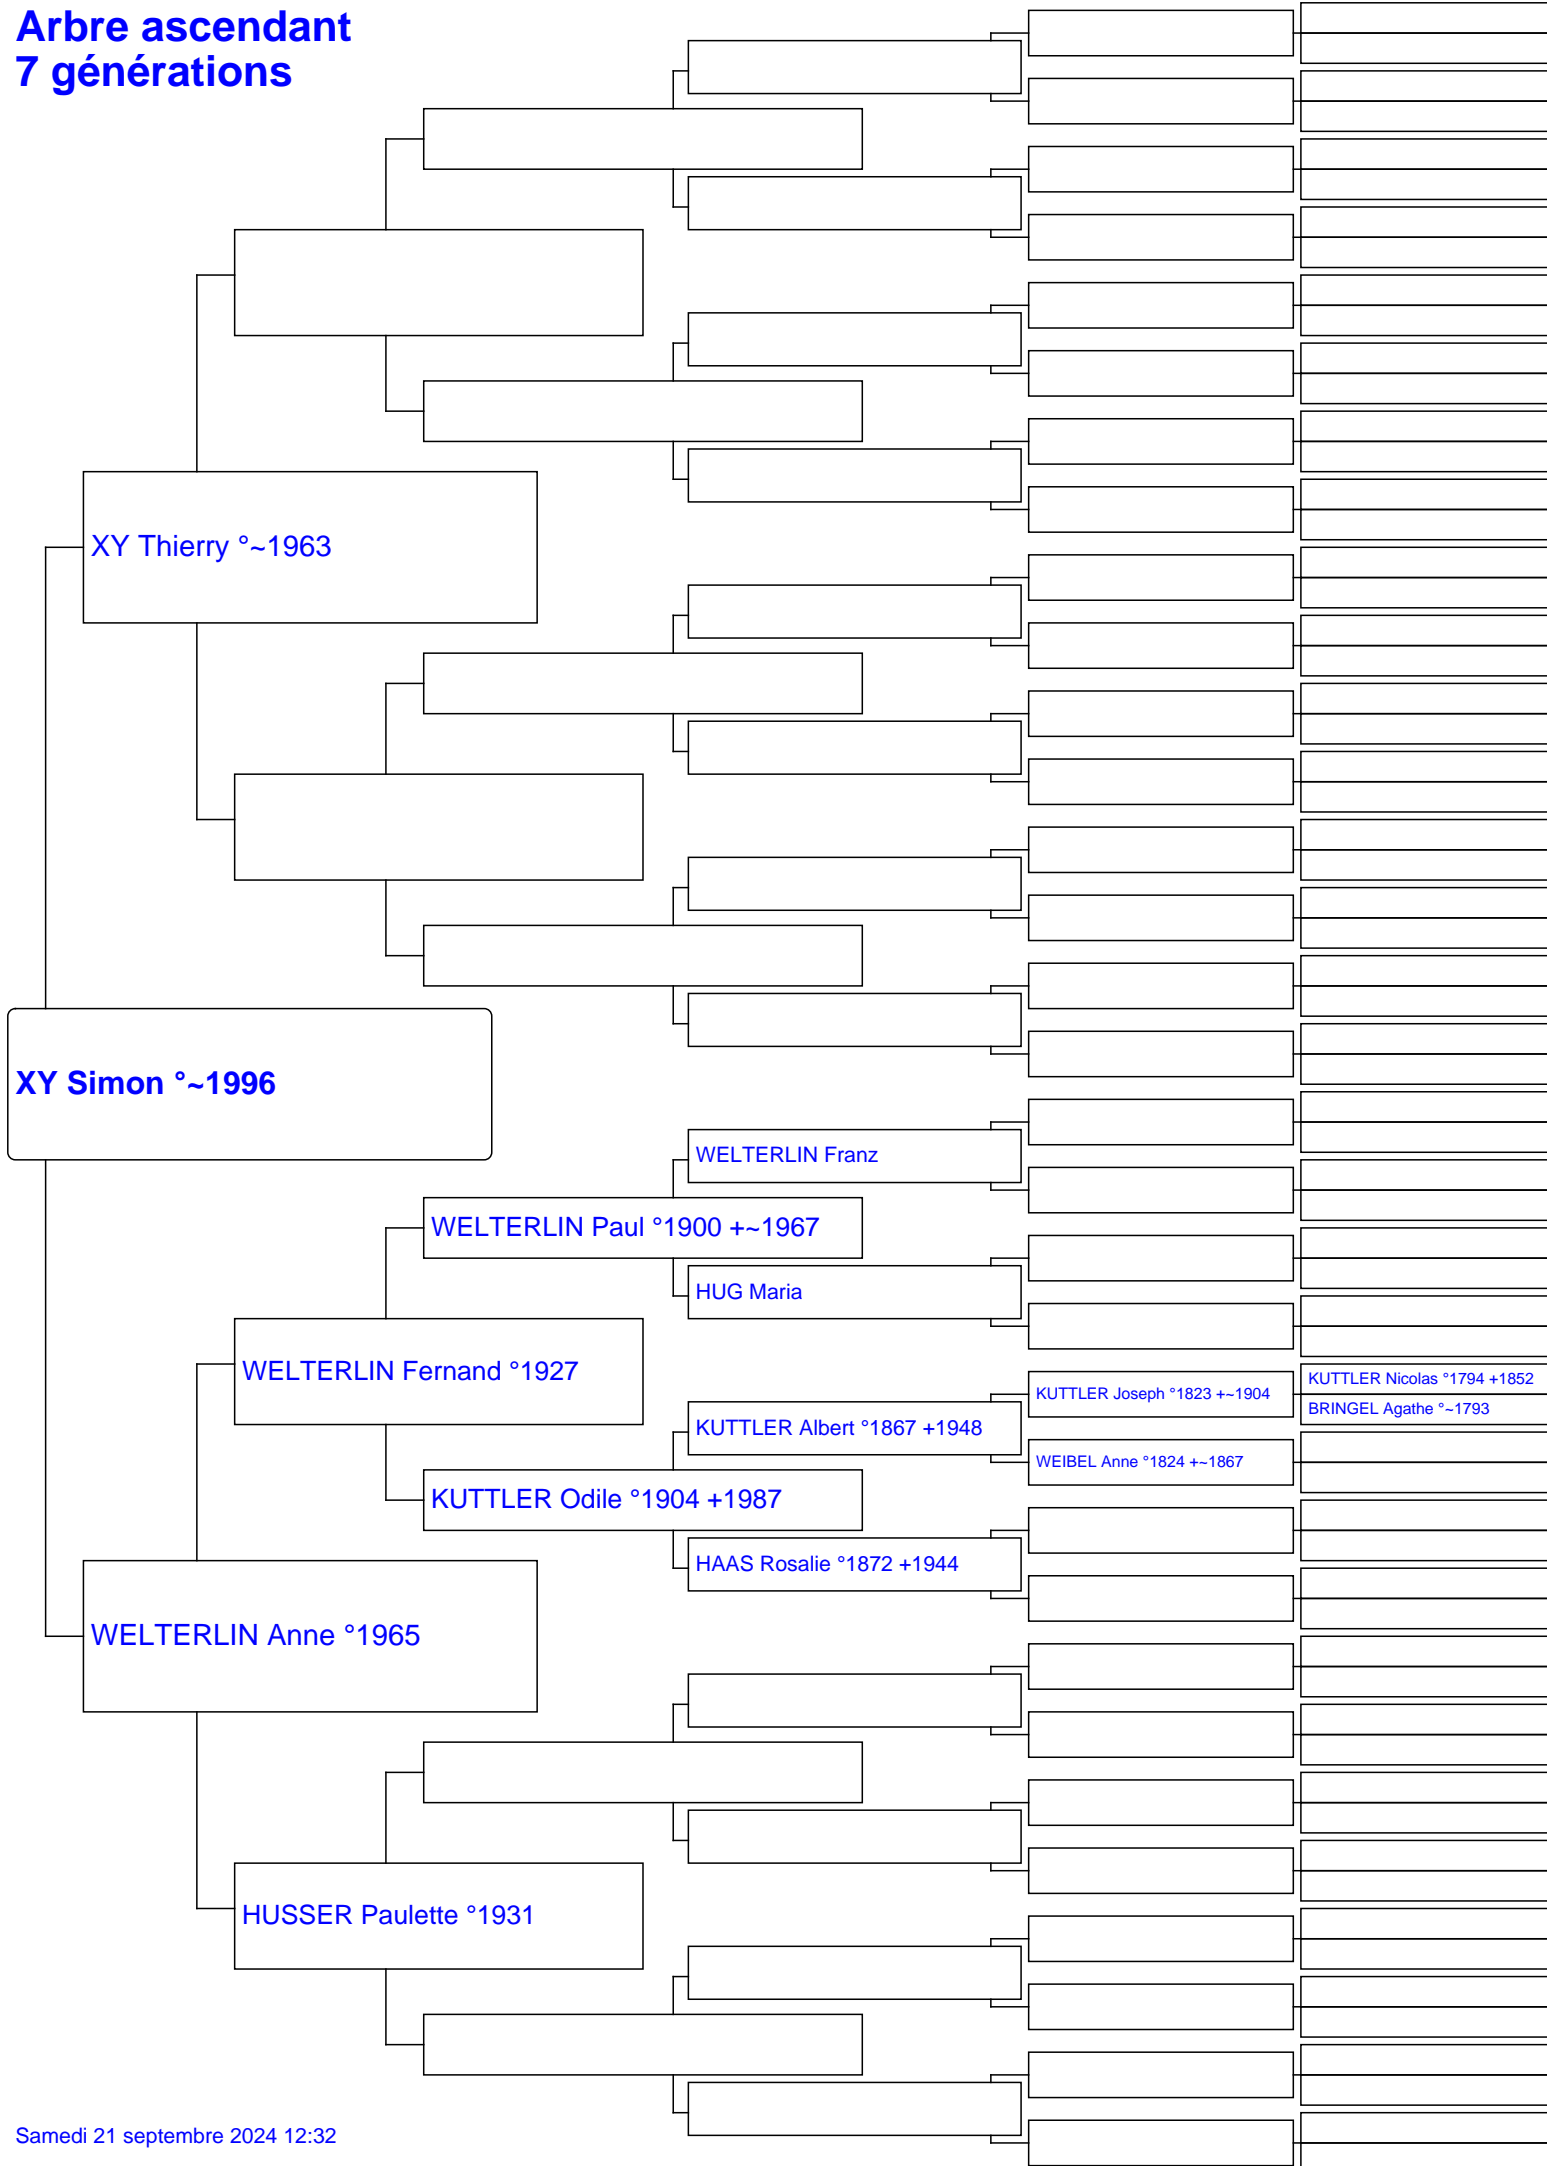 Arbre ascendant
7 générations
XY Thierry °~1963
XY Simon °~1996
WELTERLIN Franz
WELTERLIN Paul °1900 +~1967
HUG Maria
WELTERLIN Fernand °1927
KUTTLER Nicolas °1794 +1852
KUTTLER Joseph °1823 +~1904
BRINGEL Agathe °~1793
KUTTLER Albert °1867 +1948
WEIBEL Anne °1824 +~1867
KUTTLER Odile °1904 +1987
HAAS Rosalie °1872 +1944
WELTERLIN Anne °1965
HUSSER Paulette °1931
Samedi 21 septembre 2024 12:32